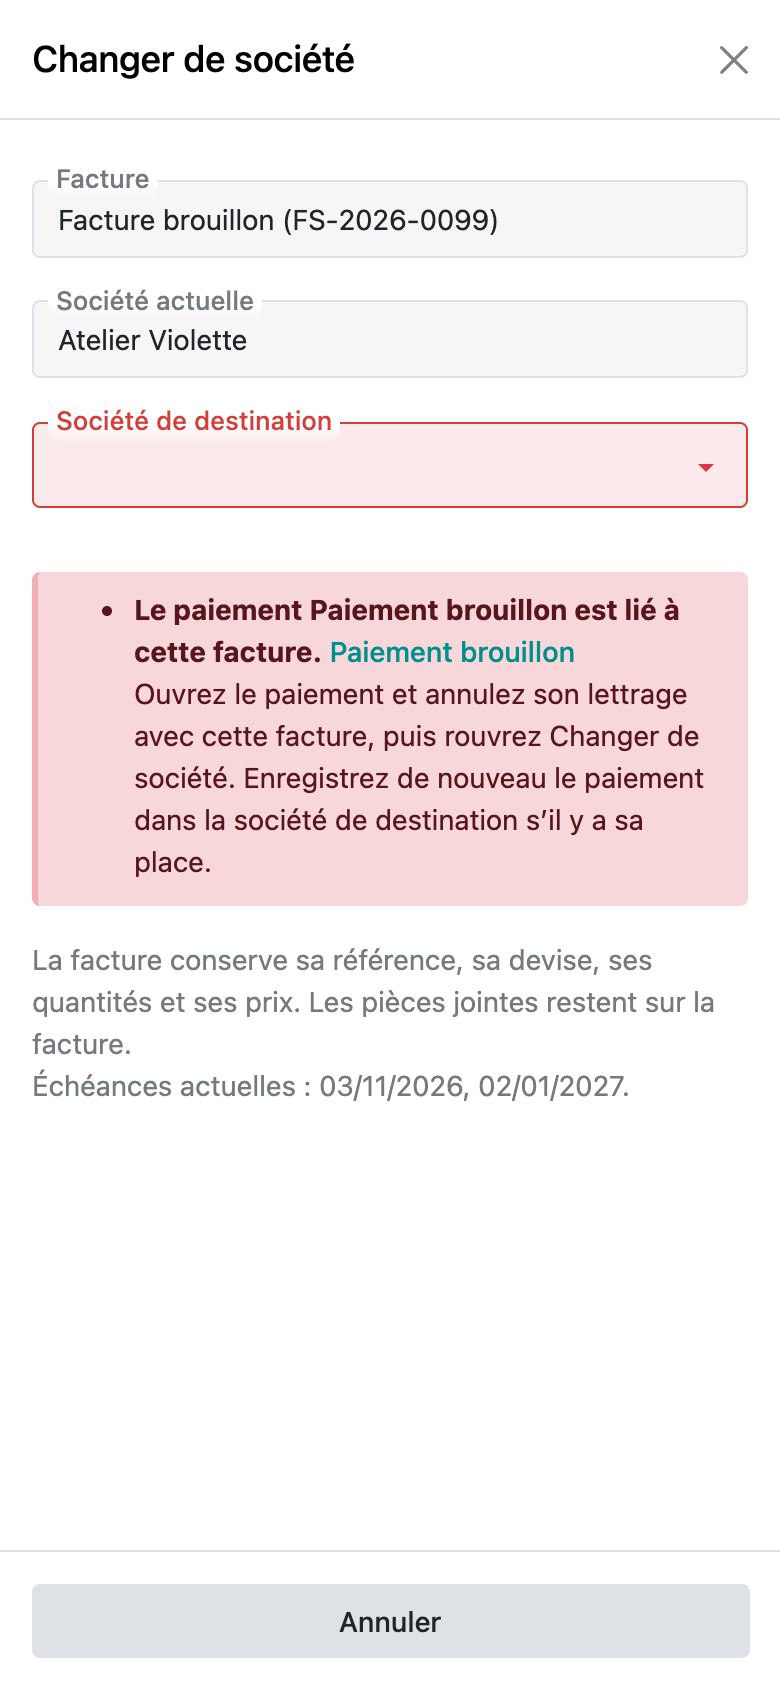 Changer de société
Facture
Facture brouillon (FS-2026-0099)
Société actuelle
Atelier Violette
Société de destination
• Le paiement Paiement brouillon est lié à
cette facture. Paiement brouillon
Ouvrez le paiement et annulez son lettrage
avec cette facture, puis rouvrez Changer de
société. Enregistrez de nouveau le paiement
dans la société de destination s’il y a sa
place.
La facture conserve sa référence, sa devise, ses
quantités et ses prix. Les pièces jointes restent sur la
facture.
Échéances actuelles : 03/11/2026, 02/01/2027.
Annuler